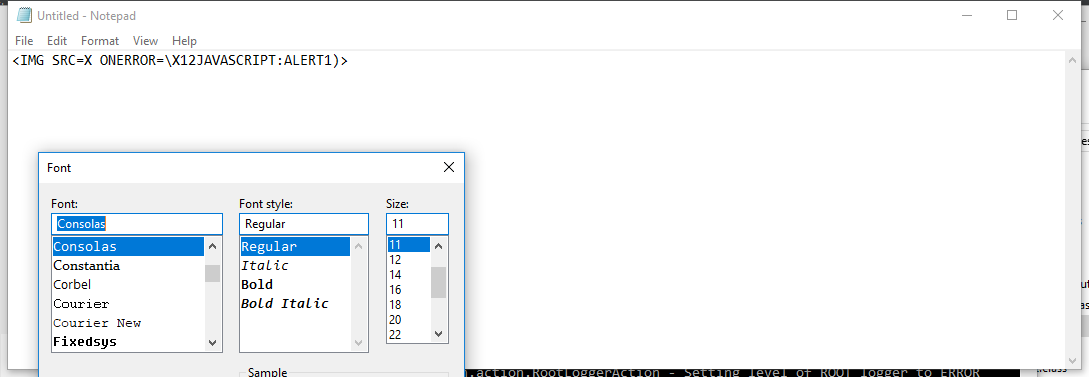 Untitled - Notepad
File Edit Format View Help
<IMG SRC=X ONERROR=\X12JAVASCRIPT:ALERT1)>
Font
Font: Font style: Size:
Consolas Regular 11
Consolas Regular 11
Constantia Italic 12
Corbel Bold 14
Courier Bold Italic 16
Courier New 18
Fixedsys 20
22
Sample
.action.RootLoggerAction - Setting level of ROOT logger to ERROR